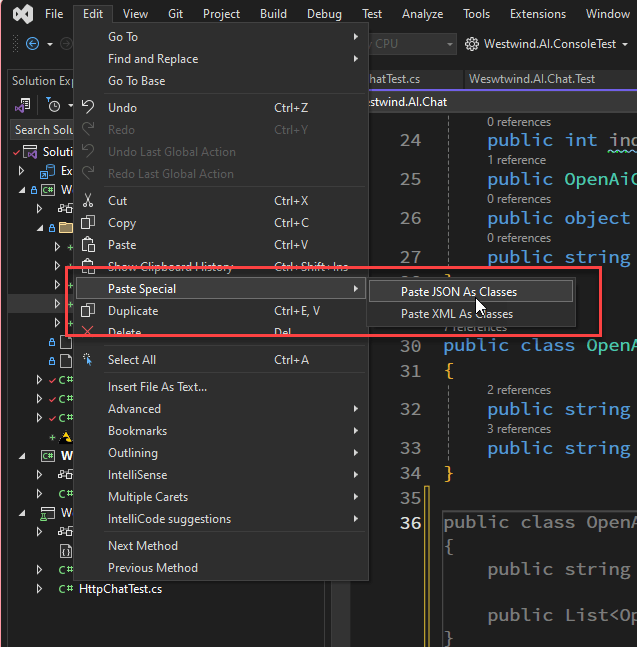 File Edit View Git Project Build Debug Test Analyze Tools Extensions Window
CPU Westwind.AI.ConsoleTest
Solution Exp
Search Solu
Solutio
Ex
W
W
W
HttpChatTest.cs
Go To
Find and Replace
Go To Base
Undo Ctrl+Z
Redo Ctrl+Y
Undo Last Global Action
Redo Last Global Action
Cut Ctrl+X
Copy Ctrl+C
Paste Ctrl+V
Show Clipboard History Ctrl+Shift+Ins
Paste Special
Duplicate Ctrl+E, V
Delete Del
Select All Ctrl+A
Insert File As Text...
Advanced
Bookmarks
Outlining
IntelliSense
Multiple Carets
IntelliCode suggestions
Next Method
Previous Method
Paste JSON As Classes
Paste XML As Classes
hatTest.cs Weswtwind.AI.Chat.Test
estwind.AI.Chat
0 references
24 public int ind
1 reference
25 public OpenAiC
0 references
26 public object
0 references
27 public string
7 references
30 public class OpenA
31 {
2 references
32 public string
3 references
33 public string
34 }
35
36 public class OpenA
{
public string
public List<Op
}